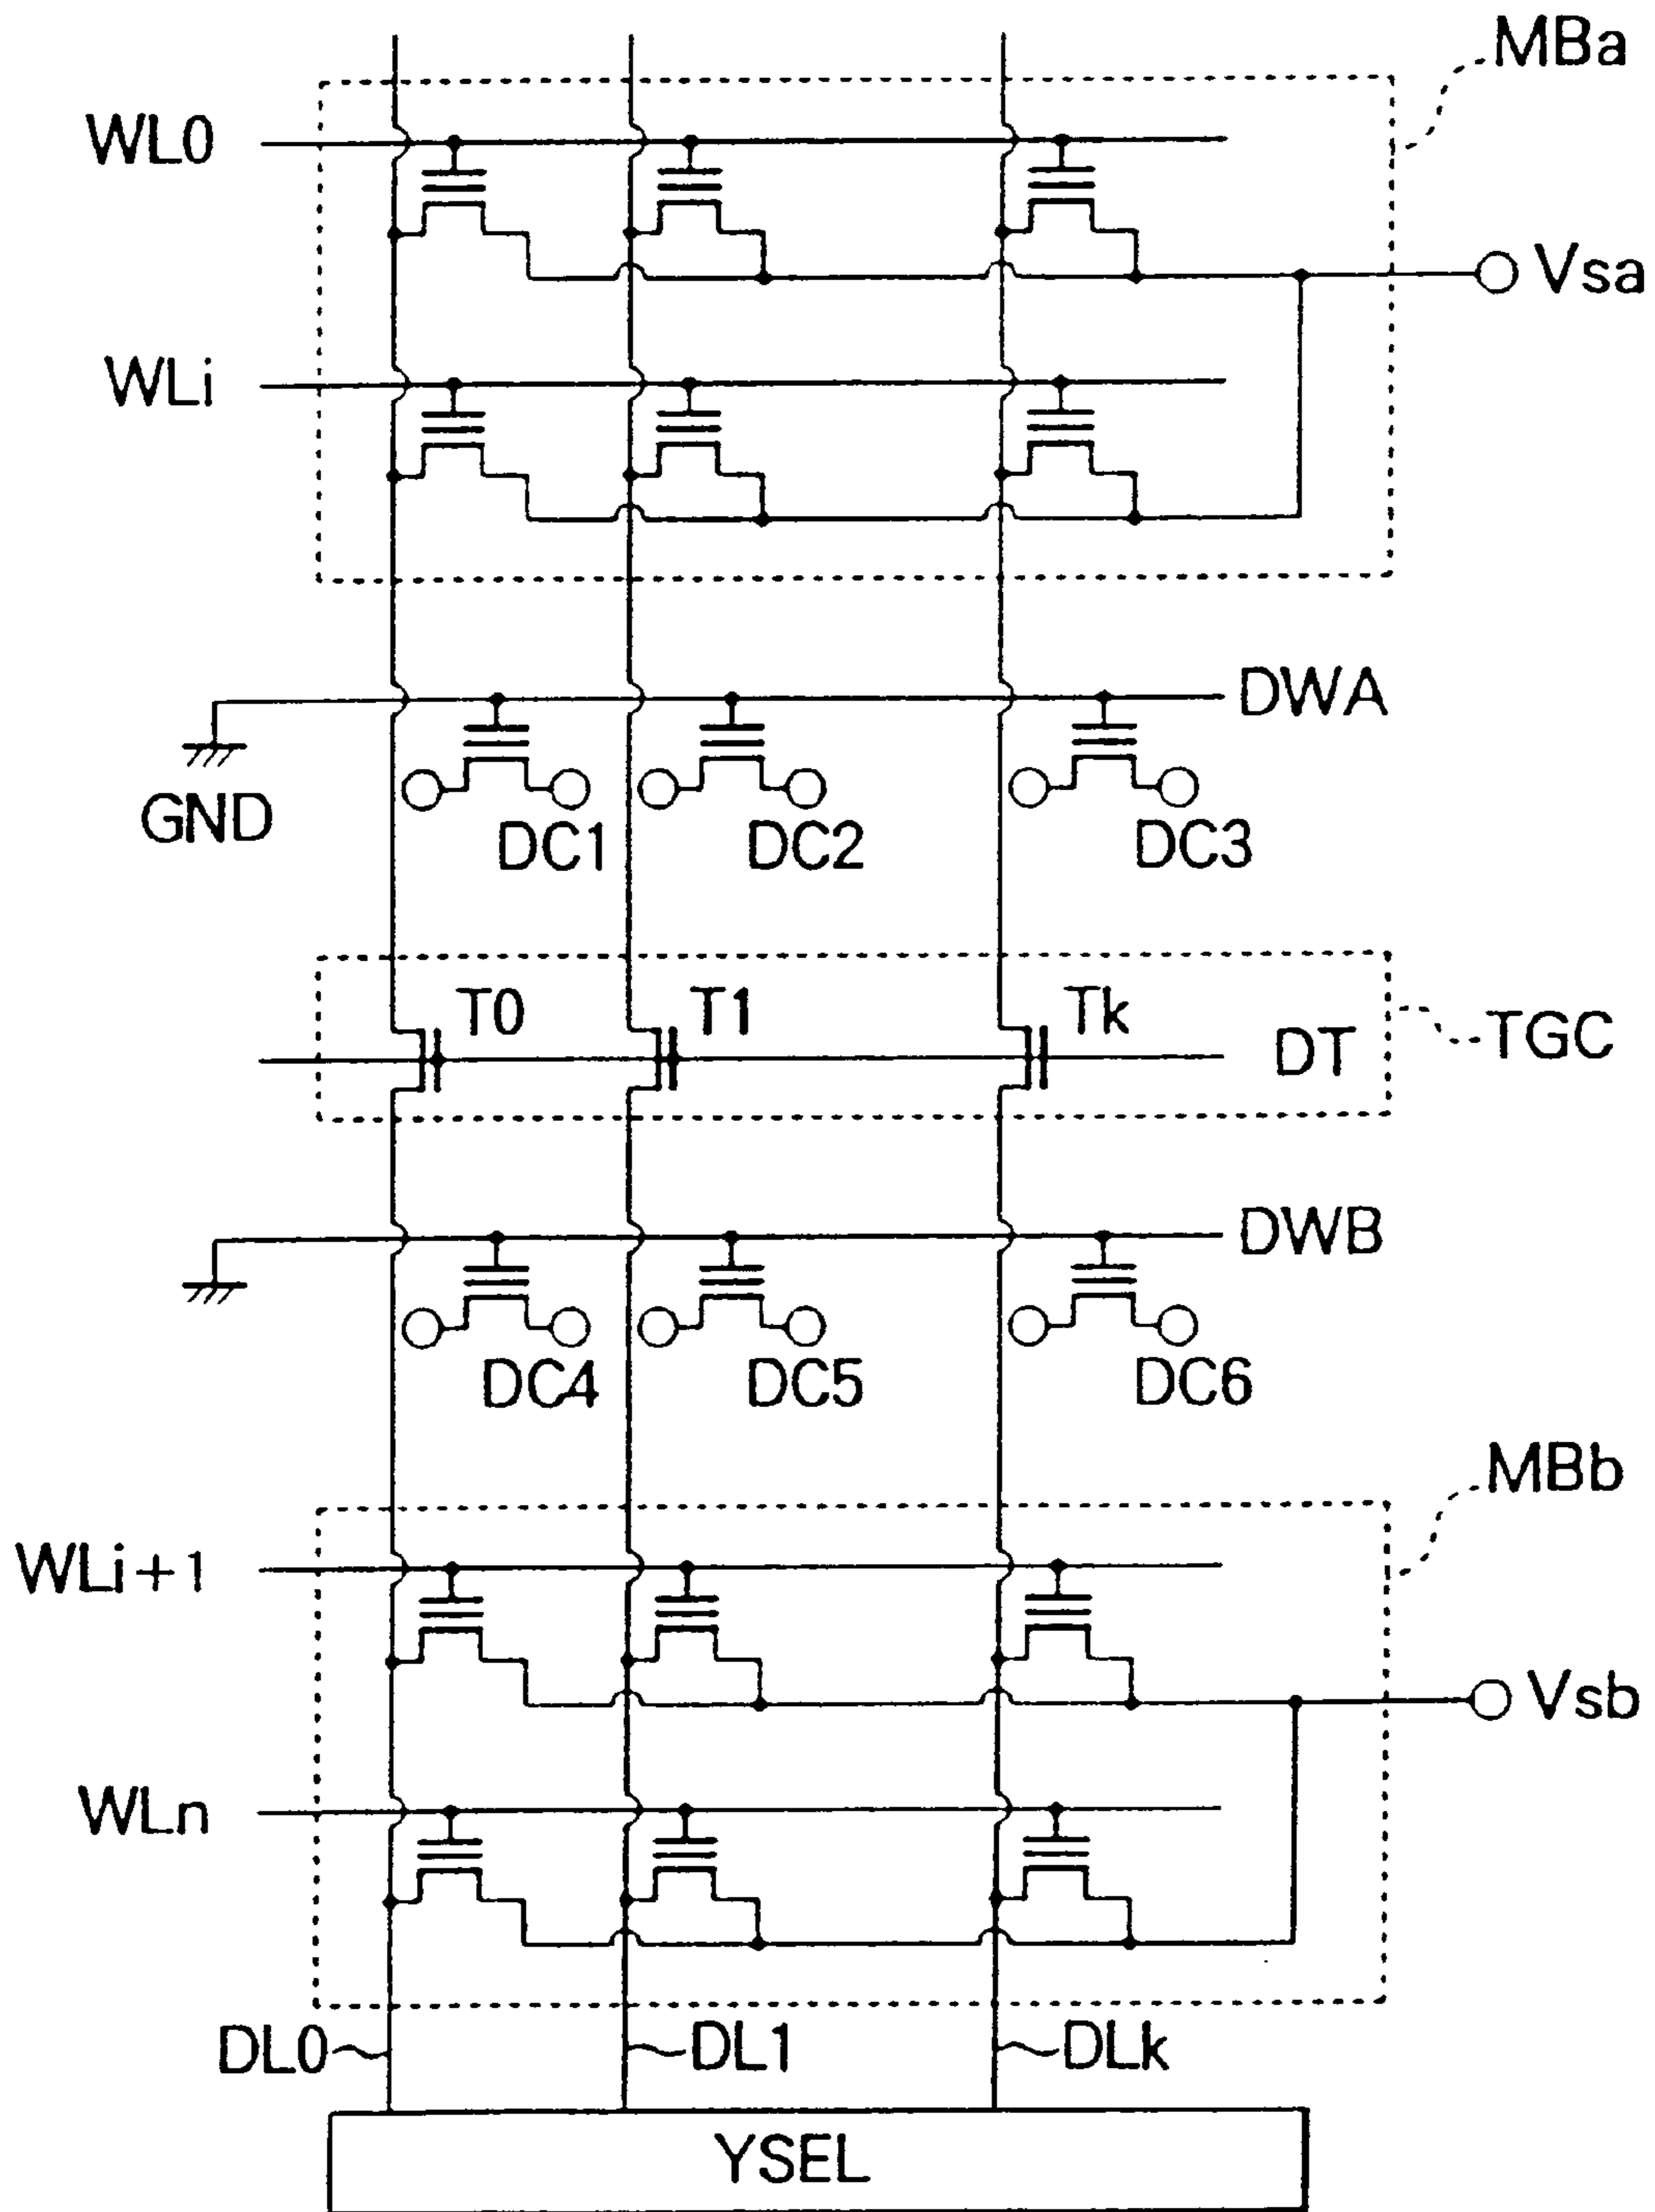 MBa
WL0
Vsa
WLi
DWA
GND
DC1 DC2 DC3
T0 T1 Tk
DT
TGC
DWB
DC4 DC5 DC6
MBb
WLi+1
Vsb
WLn
DL0 DL1 DLk
YSEL